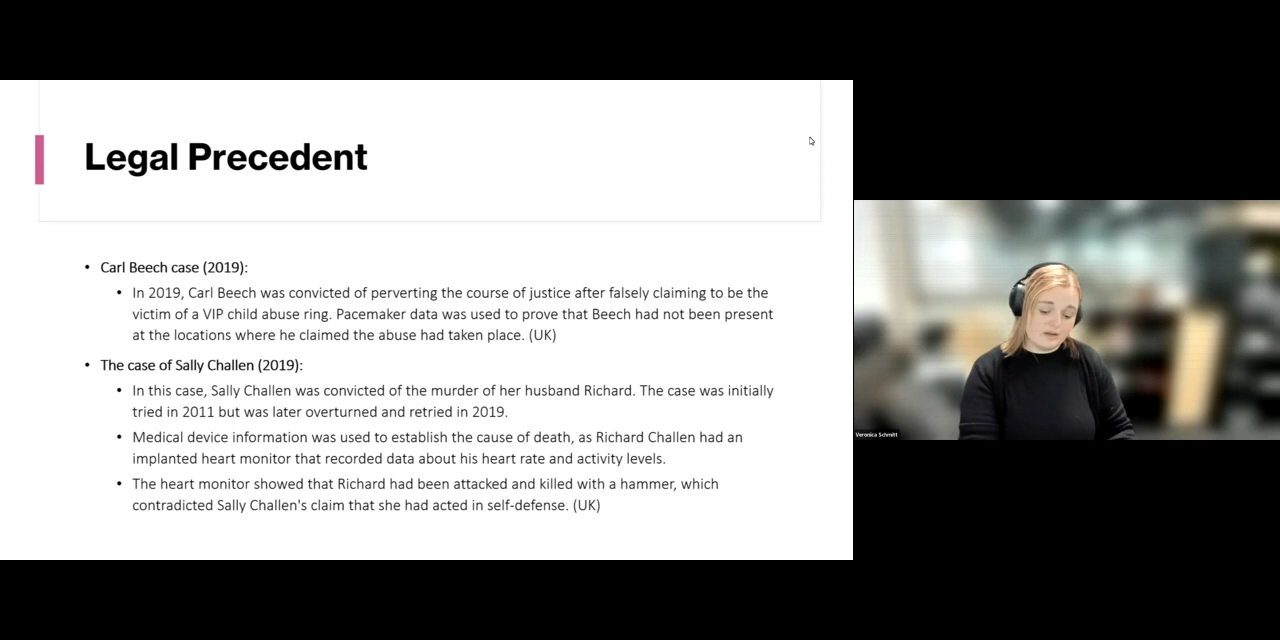 Legal Precedent
• Carl Beech case (2019):
• In 2019, Carl Beech was convicted of perverting the course of justice after falsely claiming to be the
victim of a VIP child abuse ring. Pacemaker data was used to prove that Beech had not been present
at the locations where he claimed the abuse had taken place. (UK)
• The case of Sally Challen (2019):
• In this case, Sally Challen was convicted of the murder of her husband Richard. The case was initially
tried in 2011 but was later overturned and retried in 2019.
• Medical device information was used to establish the cause of death, as Richard Challen had an
implanted heart monitor that recorded data about his heart rate and activity levels.
• The heart monitor showed that Richard had been attacked and killed with a hammer, which
contradicted Sally Challen's claim that she had acted in self-defense. (UK)
Veronica Schmitt